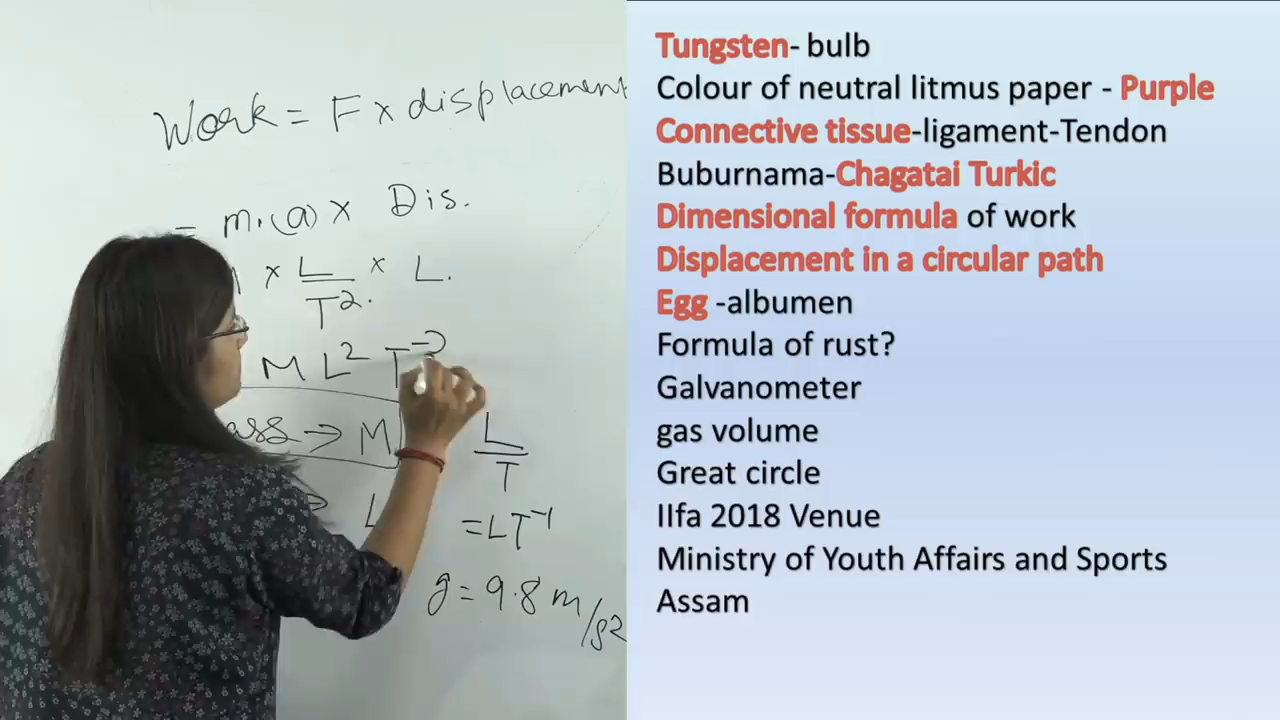 Work = F x displacement
= m.(a) x Dis.
x L/T². x L.
M L² T⁻²
ass → M
L
L/T
= LT⁻¹
g = 9.8 m/s²
Tungsten- bulb
Colour of neutral litmus paper - Purple
Connective tissue-ligament-Tendon
Buburnama-Chagatai Turkic
Dimensional formula of work
Displacement in a circular path
Egg -albumen
Formula of rust?
Galvanometer
gas volume
Great circle
IIfa 2018 Venue
Ministry of Youth Affairs and Sports
Assam